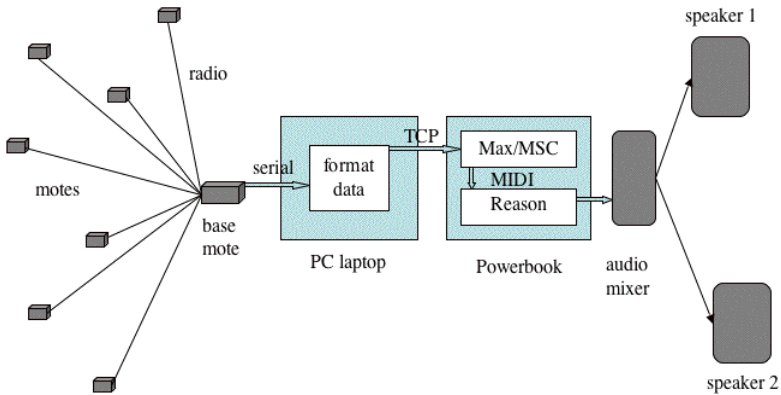 speaker 1
radio
TCP
serial
format
data
Max/MSC
MIDI
Reason
motes
base
mote
PC laptop
Powerbook
audio
mixer
speaker 2